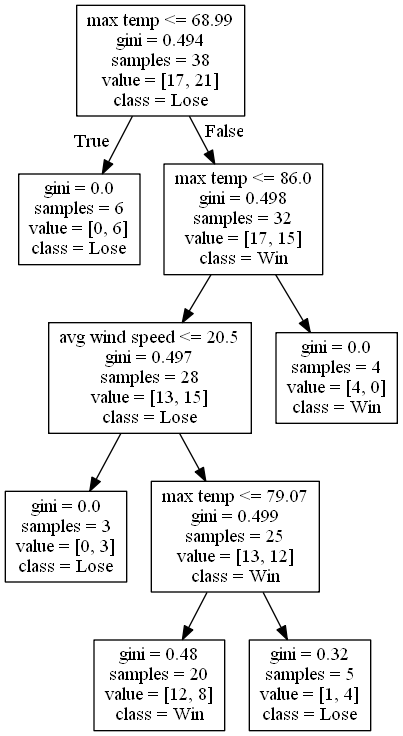 max temp <= 68.99
gini = 0.494
samples = 38
value = [17, 21]
class = Lose
True
False
gini = 0.0
samples = 6
value = [0, 6]
class = Lose
max temp <= 86.0
gini = 0.498
samples = 32
value = [17, 15]
class = Win
avg wind speed <= 20.5
gini = 0.497
samples = 28
value = [13, 15]
class = Lose
gini = 0.0
samples = 4
value = [4, 0]
class = Win
gini = 0.0
samples = 3
value = [0, 3]
class = Lose
max temp <= 79.07
gini = 0.499
samples = 25
value = [13, 12]
class = Win
gini = 0.48
samples = 20
value = [12, 8]
class = Win
gini = 0.32
samples = 5
value = [1, 4]
class = Lose